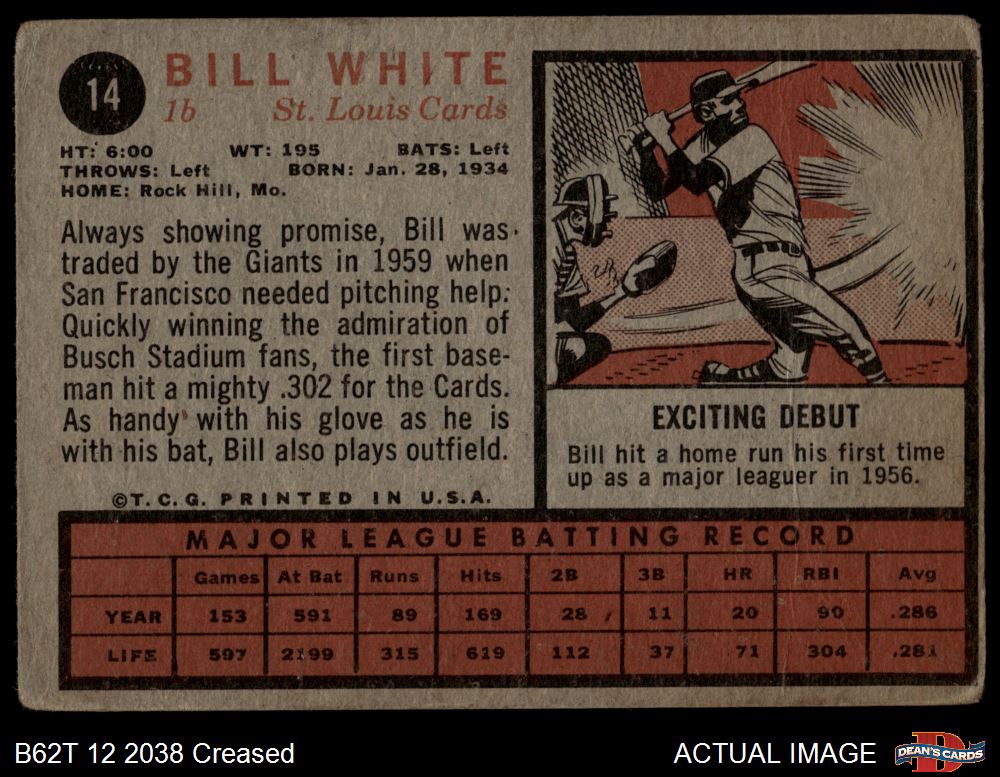 14
BILL WHITE
1b St. Louis Cards
HT: 6:00 WT: 195 BATS: Left
THROWS: Left BORN: Jan. 28, 1934
HOME: Rock Hill, Mo.
Always showing promise, Bill was
traded by the Giants in 1959 when
San Francisco needed pitching help.
Quickly winning the admiration of
Busch Stadium fans, the first base-
man hit a mighty .302 for the Cards.
As handy with his glove as he is
with his bat, Bill also plays outfield.
©T.C.G. PRINTED IN U.S.A.
EXCITING DEBUT
Bill hit a home run his first time
up as a major leaguer in 1956.
MAJOR LEAGUE BATTING RECORD
Games At Bat Runs Hits 2B 3B HR RBI Avg
YEAR 153 591 89 169 28 11 20 90 .286
LIFE 597 2199 315 619 112 37 71 304 .281
B62T 12 2038 Creased
ACTUAL IMAGE
D
DEAN'S CARDS